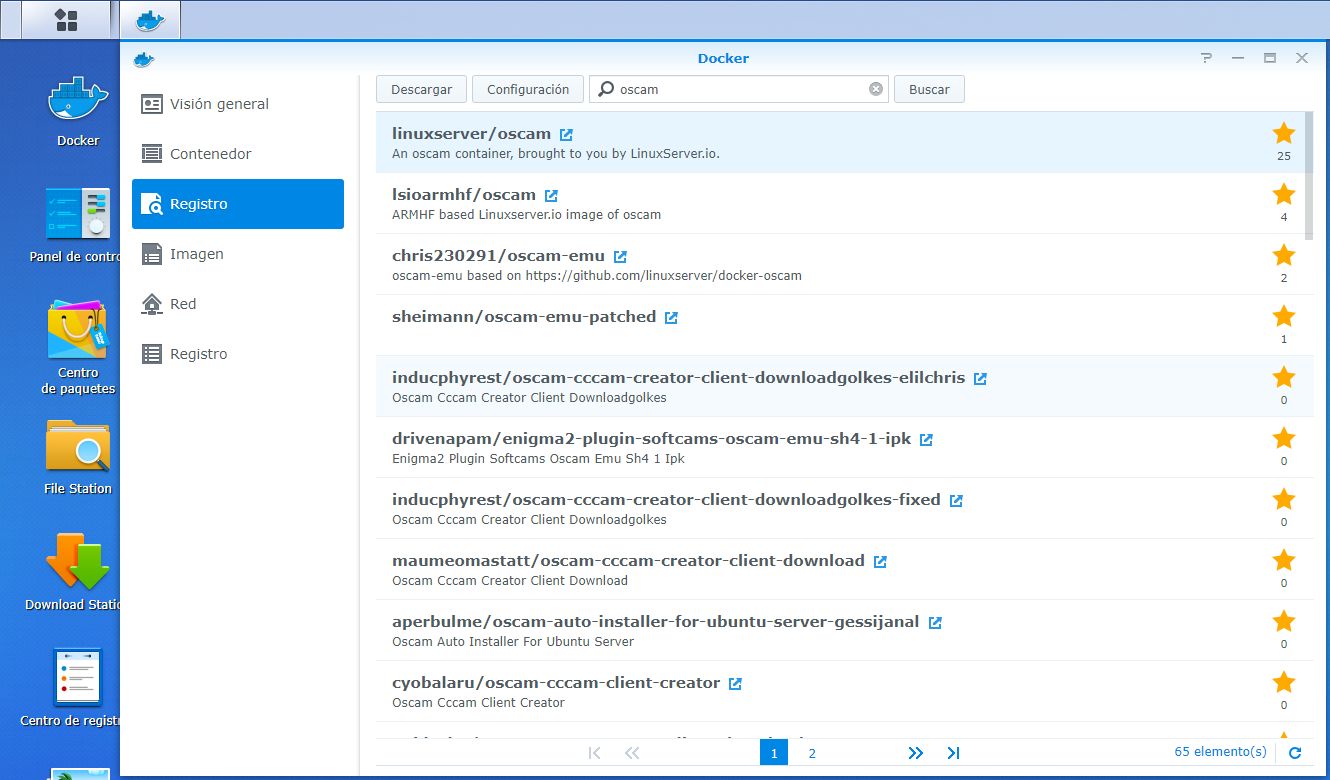 Docker
?
Descargar
Configuración
oscam
Buscar
Visión general
Contenedor
Registro
Imagen
Red
Registro
linuxserver/oscam
An oscam container, brought to you by LinuxServer.io.
25
lsioarmhf/oscam
ARMHF based Linuxserver.io image of oscam
4
chris230291/oscam-emu
oscam-emu based on https://github.com/linuxserver/docker-oscam
2
sheimann/oscam-emu-patched
1
inducphyrest/oscam-cccam-creator-client-downloadgolkes-elilchris
Oscam Cccam Creator Client Downloadgolkes
0
drivenapam/enigma2-plugin-softcams-oscam-emu-sh4-1-ipk
Enigma2 Plugin Softcams Oscam Emu Sh4 1 Ipk
0
inducphyrest/oscam-cccam-creator-client-downloadgolkes-fixed
Oscam Cccam Creator Client Downloadgolkes
0
maumeomastatt/oscam-cccam-creator-client-download
Oscam Cccam Creator Client Download
0
aperbulme/oscam-auto-installer-for-ubuntu-server-gessijanal
Oscam Auto Installer For Ubuntu Server
0
cyobalaru/oscam-cccam-client-creator
Oscam Cccam Client Creator
0
1
2
65 elemento(s)
Docker
Panel de contro
Centro
de paquetes
File Station
Download Static
Centro de registr